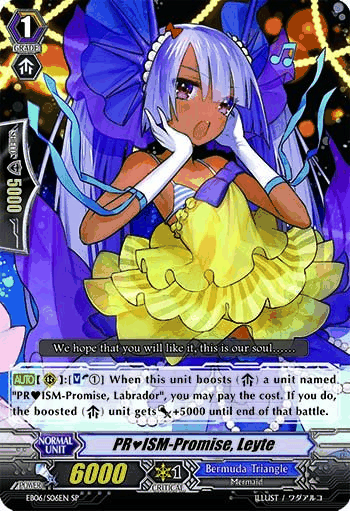 1
GRADE
5000
SHIELD
We hope that you will like it, this is our soul......
AUTO [ R ]:[V ①] When this unit boosts ( ) a unit named
"PR♥ISM-Promise, Labrador", you may pay the cost. If you do,
the boosted ( ) unit gets +5000 until end of that battle.
NORMAL
UNIT
PR♥ISM-Promise, Leyte
POWER
6000
1
CRITICAL
Bermuda Triangle
Mermaid
EB06/S06EN SP
ILLUST / ワダアルコ